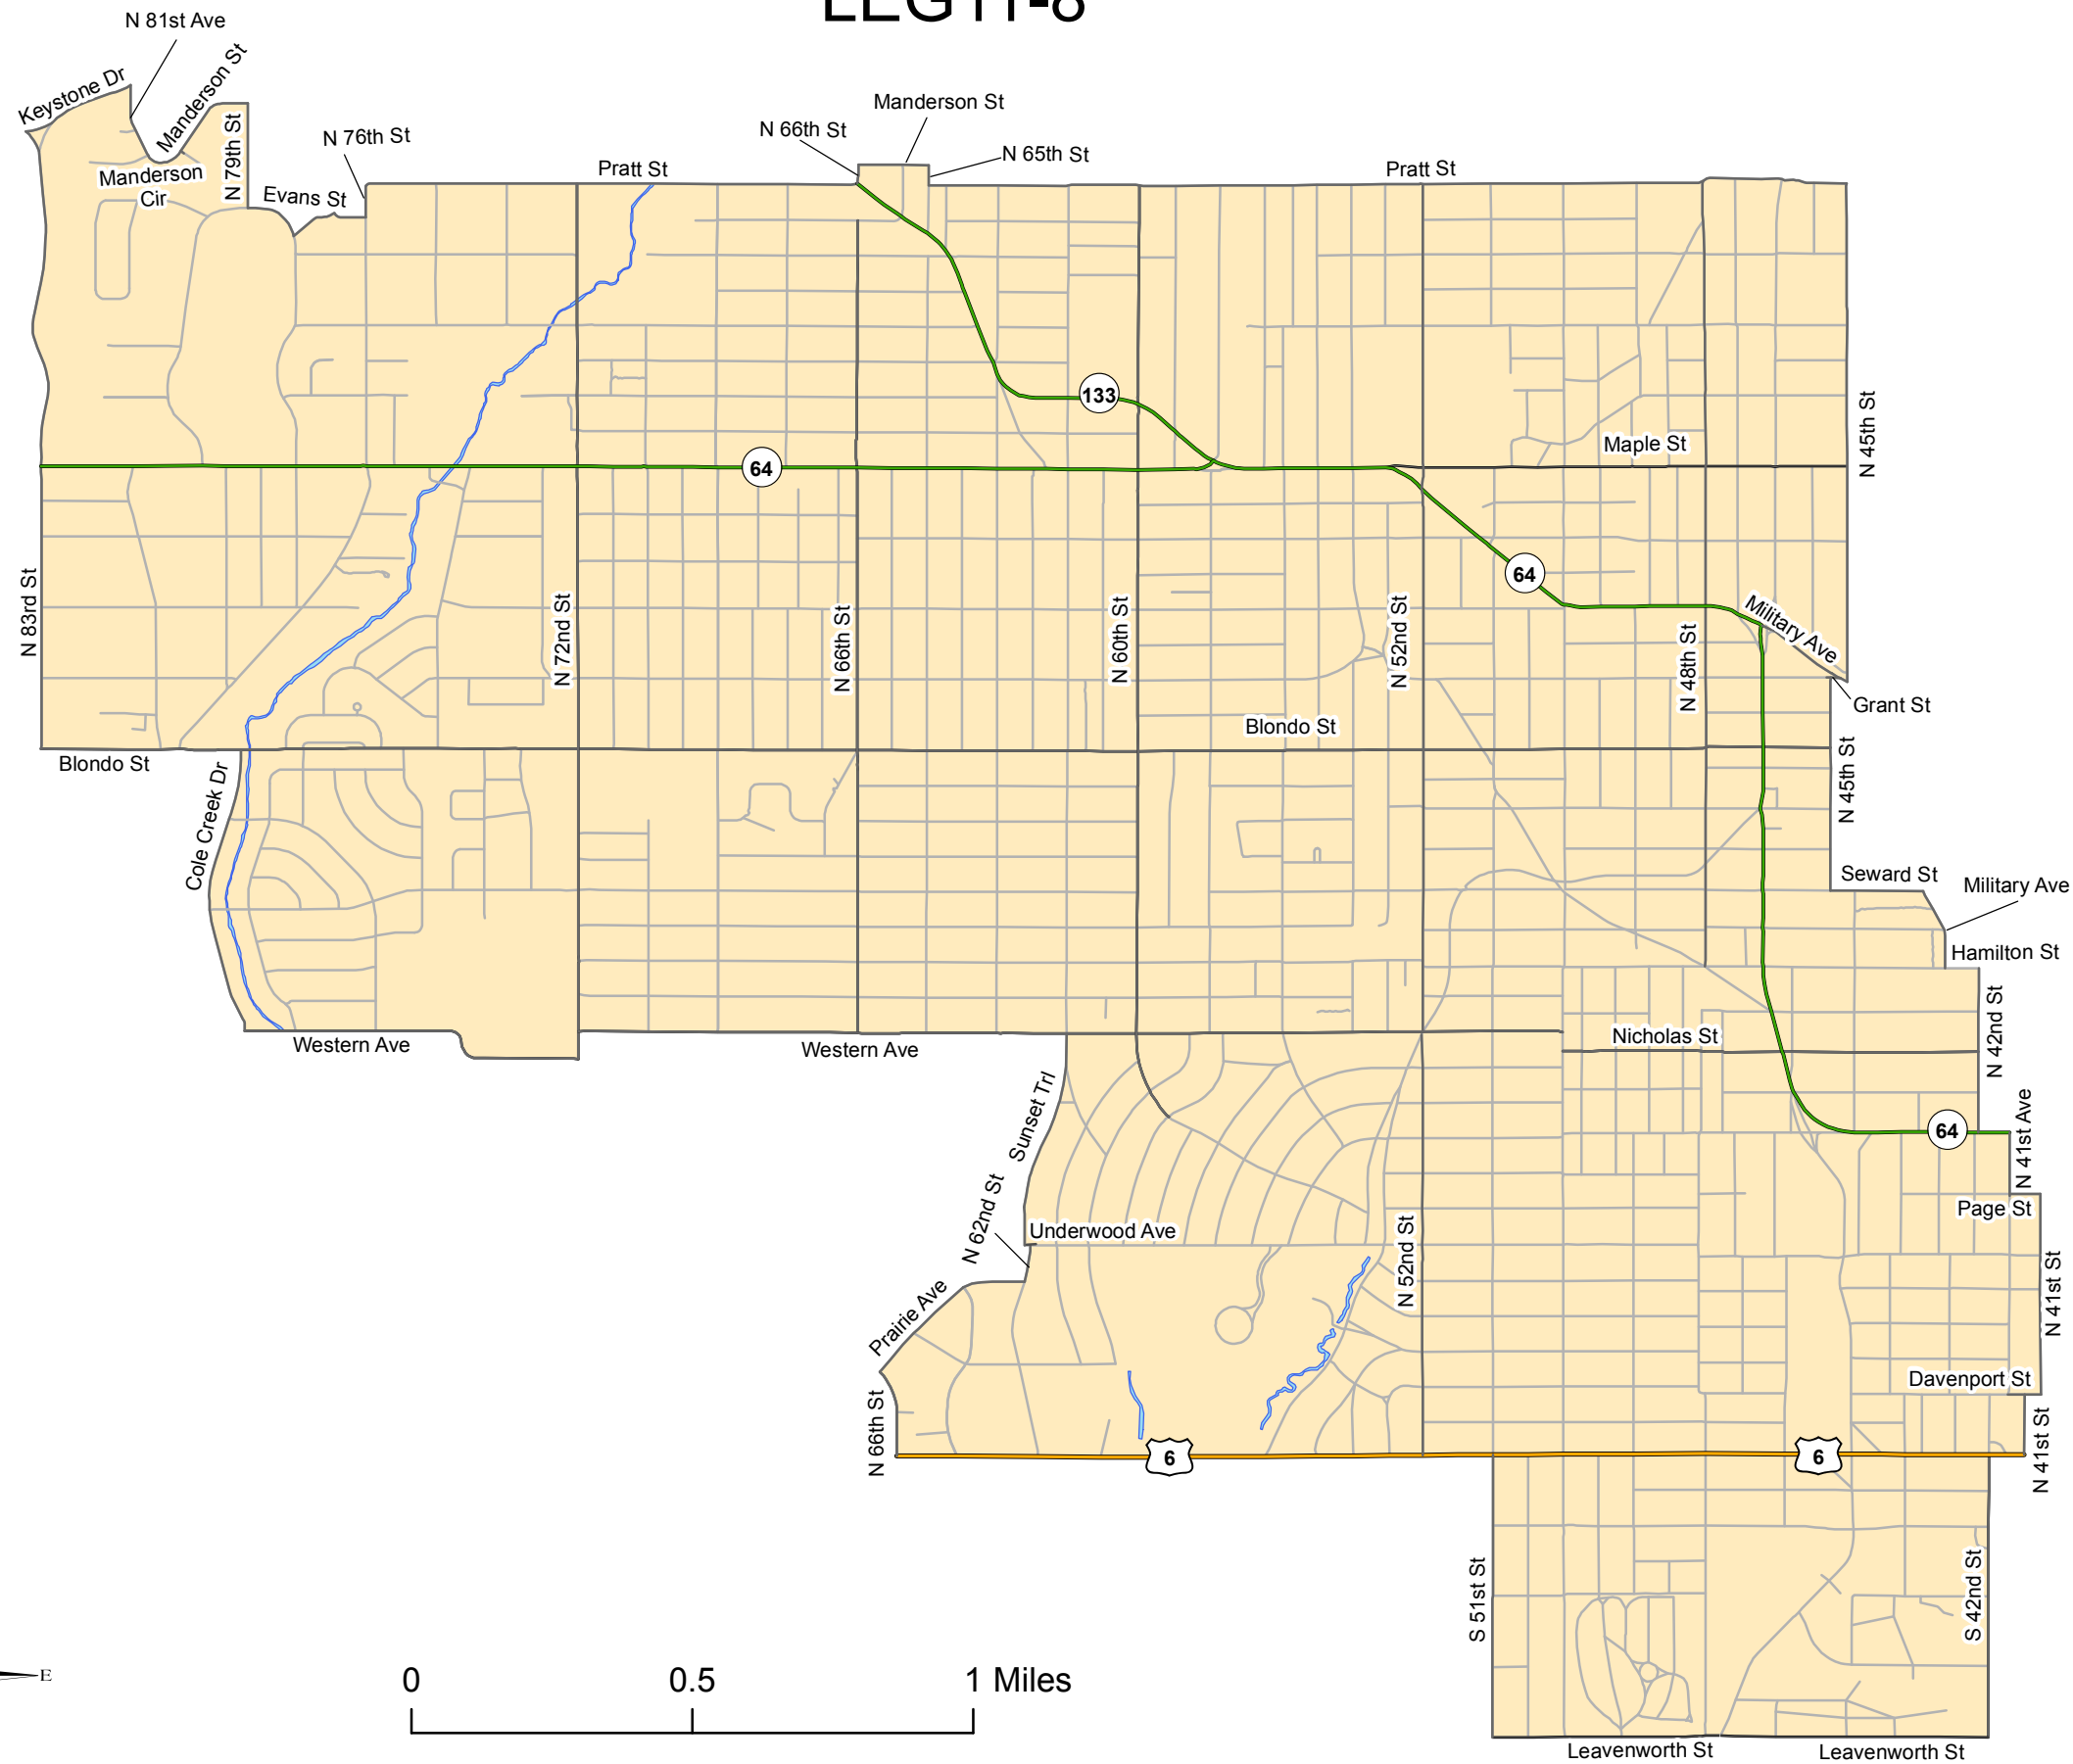 LEG11-8
N 81st Ave
Keystone Dr
Manderson St
N 79th St
Manderson
Cir
Evans St
N 76th St
Pratt St
N 66th St
Manderson St
N 65th St
Pratt St
133
64
Maple St
N 45th St
64
N 83rd St
N 72nd St
N 66th St
N 60th St
N 52nd St
N 48th St
Military Ave
Grant St
Blondo St
Blondo St
N 45th St
Cole Creek Dr
Seward St
Military Ave
Hamilton St
Western Ave
Western Ave
Nicholas St
N 42nd St
Sunset Trl
64
N 41st Ave
N 62nd St
Underwood Ave
Page St
N 52nd St
N 41st St
Prairie Ave
Davenport St
N 66th St
6
6
N 41st St
S 51st St
S 42nd St
E
0 0.5 1 Miles
Leavenworth St
Leavenworth St